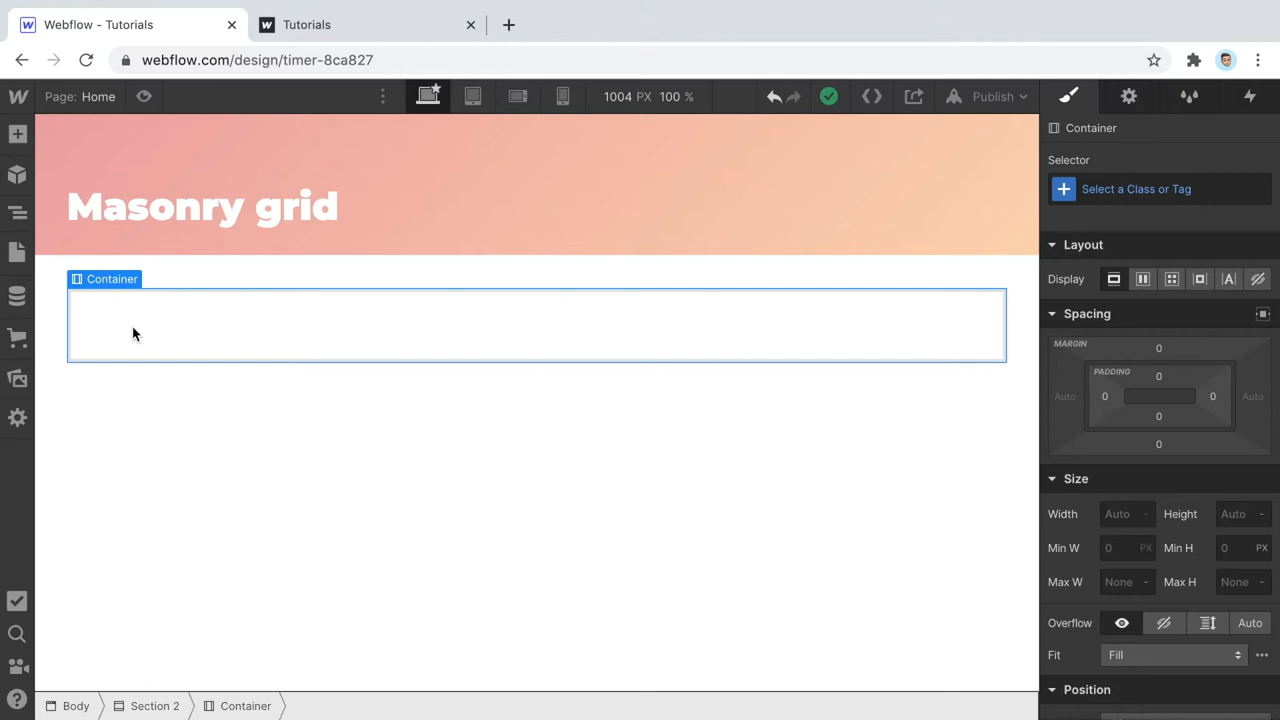 Webflow - Tutorials
Tutorials
webflow.com/design/timer-8ca827
Page: Home
1004 PX 100 %
Publish
Container
Selector
Select a Class or Tag
Masonry grid
Container
Layout
Display
Spacing
MARGIN
0
PADDING
0
Auto
0
0
Auto
0
0
Size
Width Auto - Height Auto -
Min W 0 PX Min H 0 PX
Max W None - Max H None -
Overflow Auto
Fit Fill
Position
Body Section 2 Container